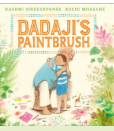 RASHMI SIRDESHPANDE RUCHI MHASANE
DADAJI'S
PAINTBRUSH